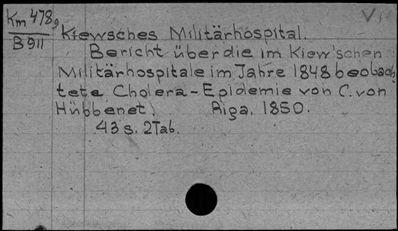 Km 478g
B 911
Kiewsches Militärhospital.
Bericht über die im Kiew'schen
Militärhospitale im Jahre 1848 beobach
tete Cholera-Epidemie von C. von
Hübbenet. Riga, 1850.
43 s. 2 Tab.